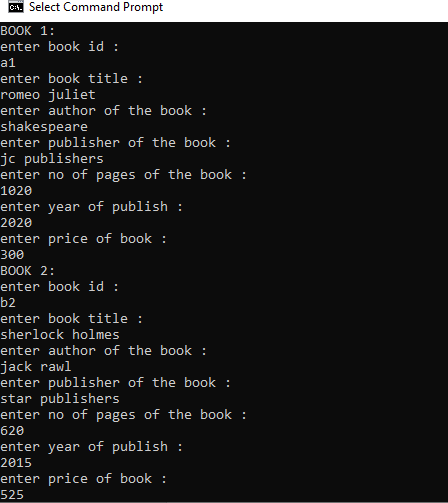 Select Command Prompt
BOOK 1:
enter book id :
a1
enter book title :
romeo juliet
enter author of the book :
shakespeare
enter publisher of the book :
jc publishers
enter no of pages of the book :
1020
enter year of publish :
2020
enter price of book :
300
BOOK 2:
enter book id :
b2
enter book title :
sherlock holmes
enter author of the book :
jack rawl
enter publisher of the book :
star publishers
enter no of pages of the book :
620
enter year of publish :
2015
enter price of book :
525